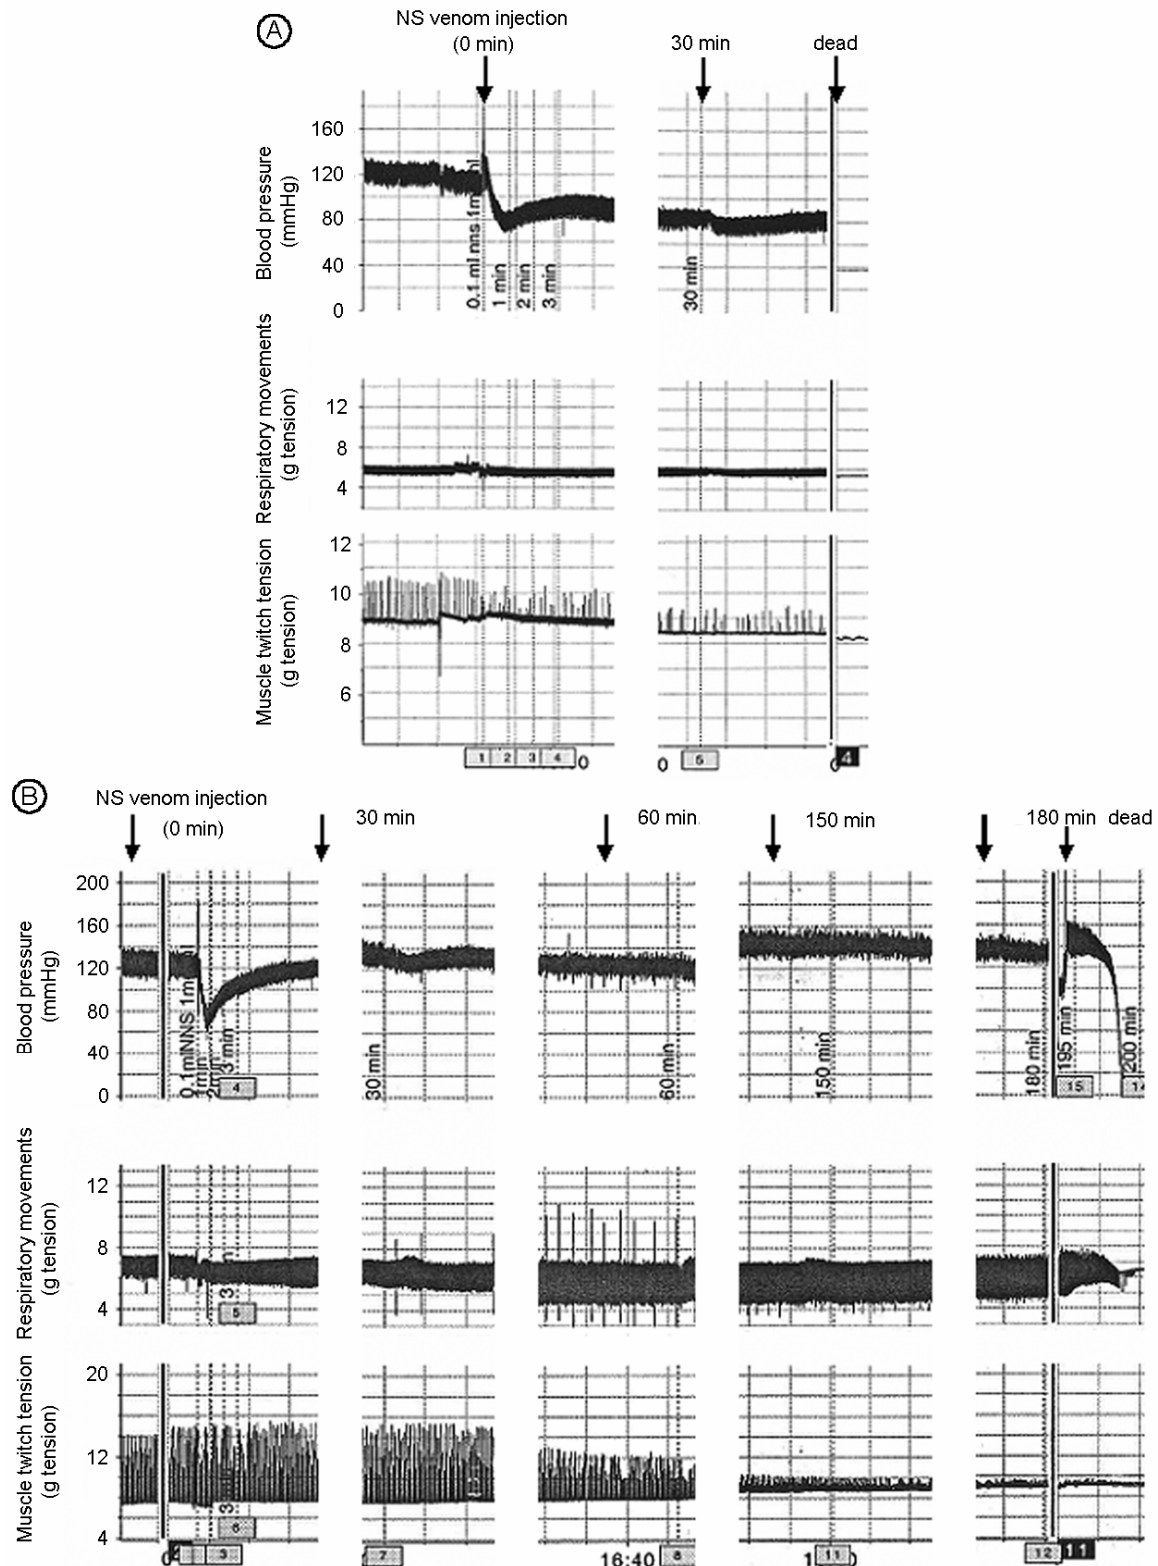 A
NS venom injection
(0 min)
30 min
dead
Blood pressure
(mmHg)
160
120
80
40
0
0.1 ml nns 1m
1 min
2 min
3 min
30 min
Respiratory movements
(g tension)
12
8
4
Muscle twitch tension
(g tension)
12
10
8
6
1 2 3 4 0
0 5 0 4
B
NS venom injection
(0 min)
30 min
60 min
150 min
180 min dead
Blood pressure
(mmHg)
200
160
120
80
40
0
0.1mlNNS 1m
1min
3 min
4
30 min
60 min
150 min
180 min
195 min
200 min
15
Respiratory movements
(g tension)
12
8
4
5
Muscle twitch tension
(g tension)
20
12
4
6
3
7
16:40
8
11
12
11